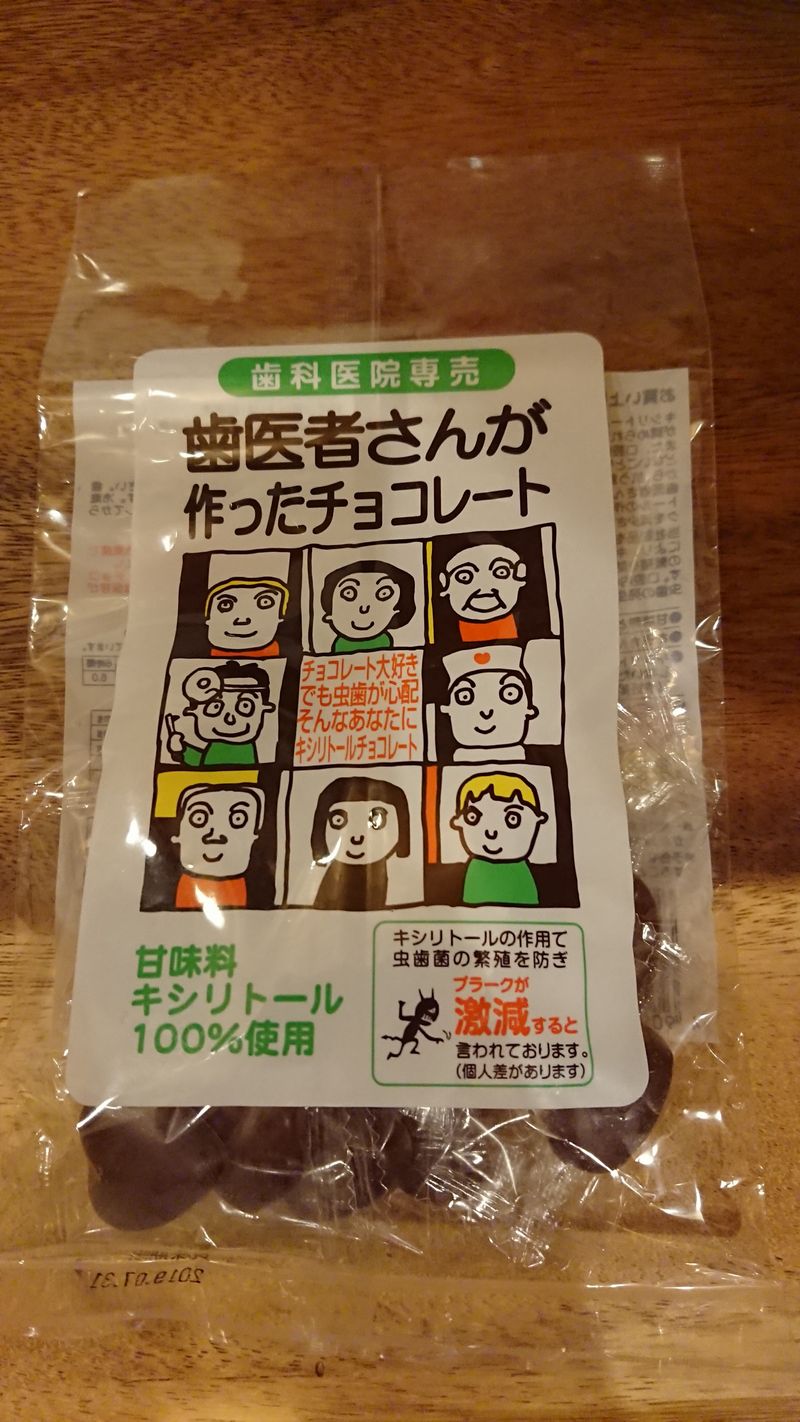 歯科医院専売
歯医者さんが
作ったチョコレート
チョコレート大好き
でも虫歯が心配
そんなあなたに
キシリトールチョコレート
甘味料
キシリトール
100%使用
キシリトールの作用で
虫歯菌の繁殖を防ぎ
プラークが
激減すると
言われております。
(個人差があります)
2019.07.31